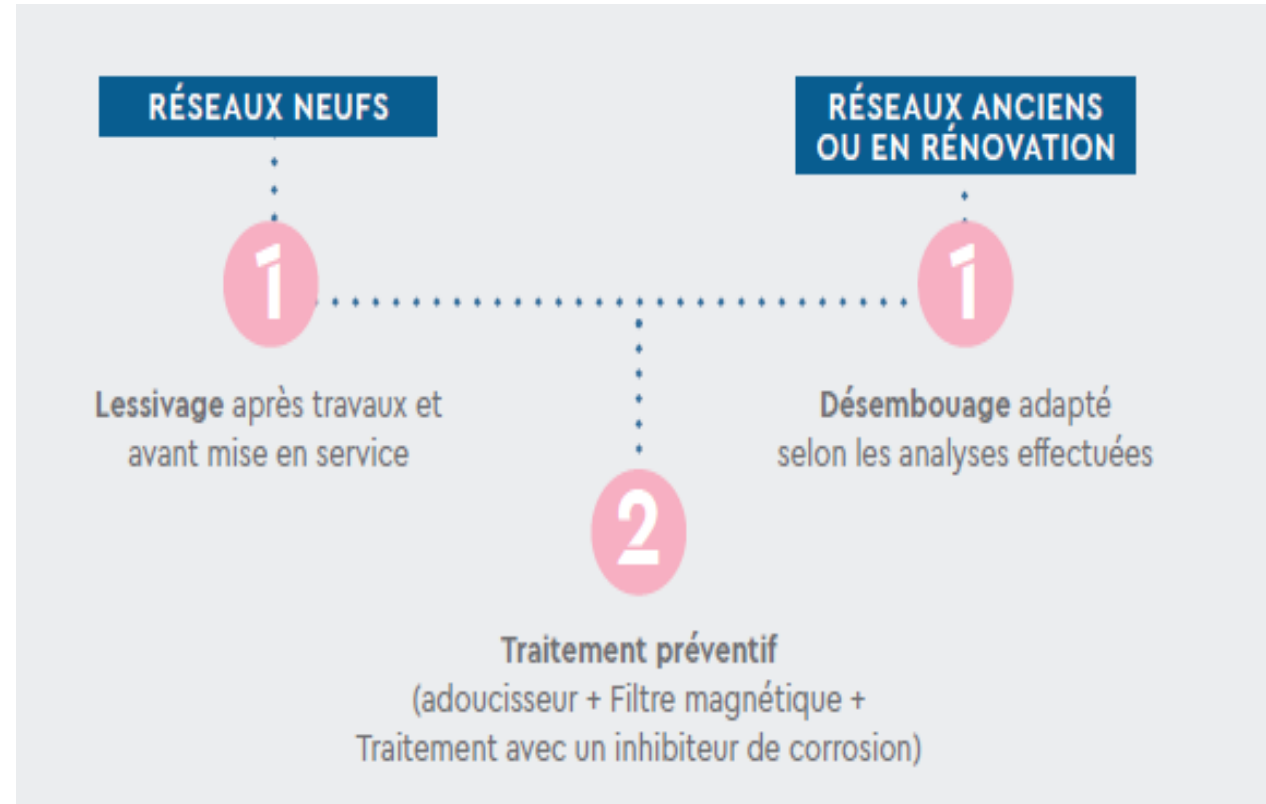 RÉSEAUX NEUFS
1
Lessivage après travaux et
avant mise en service
RÉSEAUX ANCIENS
OU EN RÉNOVATION
1
Désembouage adapté
selon les analyses effectuées
2
Traitement préventif
(adoucisseur + Filtre magnétique +
Traitement avec un inhibiteur de corrosion)